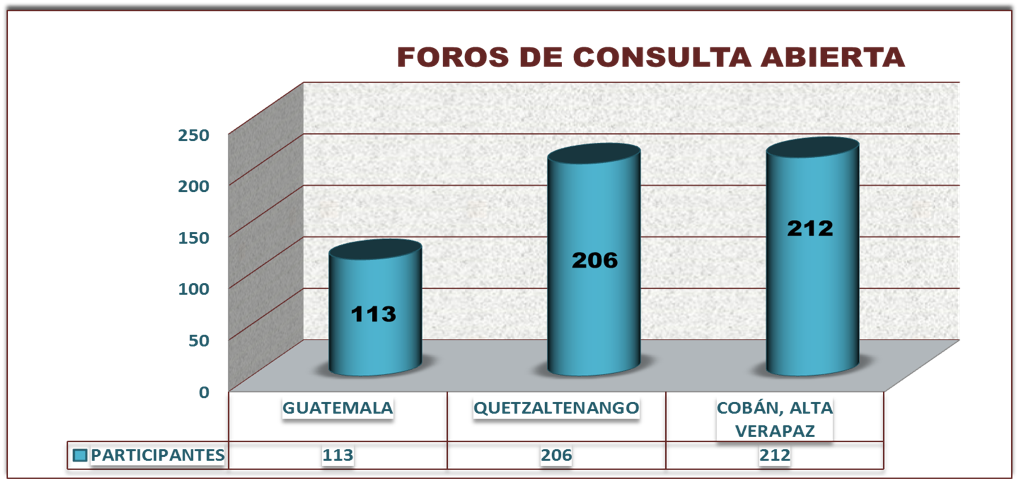 FOROS DE CONSULTA ABIERTA
250
200
150
100
50
0
113
206
212
GUATEMALA
QUETZALTENANGO
COBÁN, ALTA
VERAPAZ
PARTICIPANTES 113 206 212